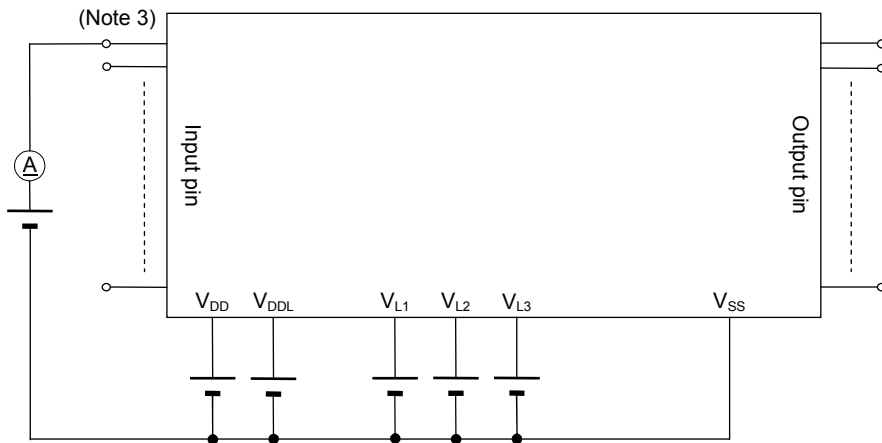 (Note 3)
Input pin
Output pin
A
V_DD V_DDL V_L1 V_L2 V_L3 V_SS